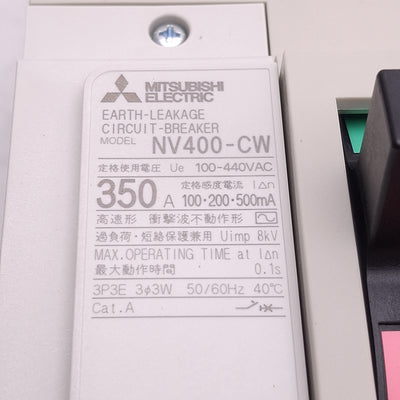 MITSUBISHI
ELECTRIC
EARTH-LEAKAGE
CIRCUIT-BREAKER
MODEL NV400-CW
定格使用電圧 Ue 100-440VAC
350 A 定格感度電流 I△n 100・200・500mA
高速形 衝撃波不動作形
過負荷・短絡保護兼用 Uimp 8kV
MAX.OPERATING TIME at I△n
最大動作時間 0.1s
3P3E 3φ3W 50/60Hz 40℃
Cat.A